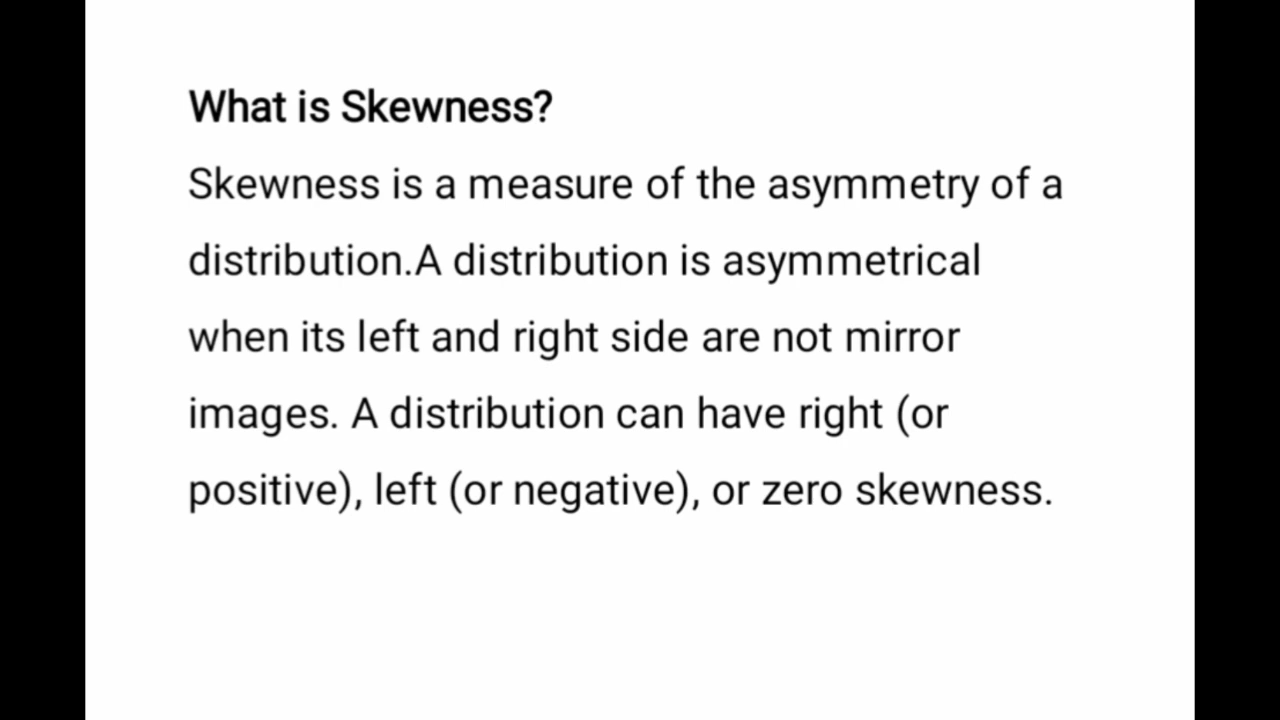 What is Skewness?
Skewness is a measure of the asymmetry of a
distribution.A distribution is asymmetrical
when its left and right side are not mirror
images. A distribution can have right (or
positive), left (or negative), or zero skewness.